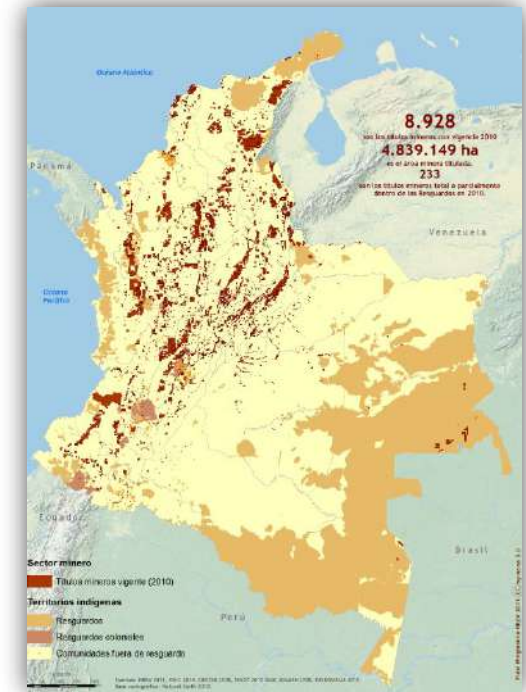 Océano Atlántico
8.928
son los títulos mineros con vigencia 2010
4.839.149 ha
es el área minera titulada.
233
son los títulos mineros total o parcialmente
dentro de los Resguardos en 2010.
Panamá
Venezuela
Océano
Pacífico
Ecuador
Brasil
Perú
Sector minero
Títulos mineros vigente (2010)
Territorios indígenas
Resguardos
Resguardos coloniales
Comunidades fuera de resguardo